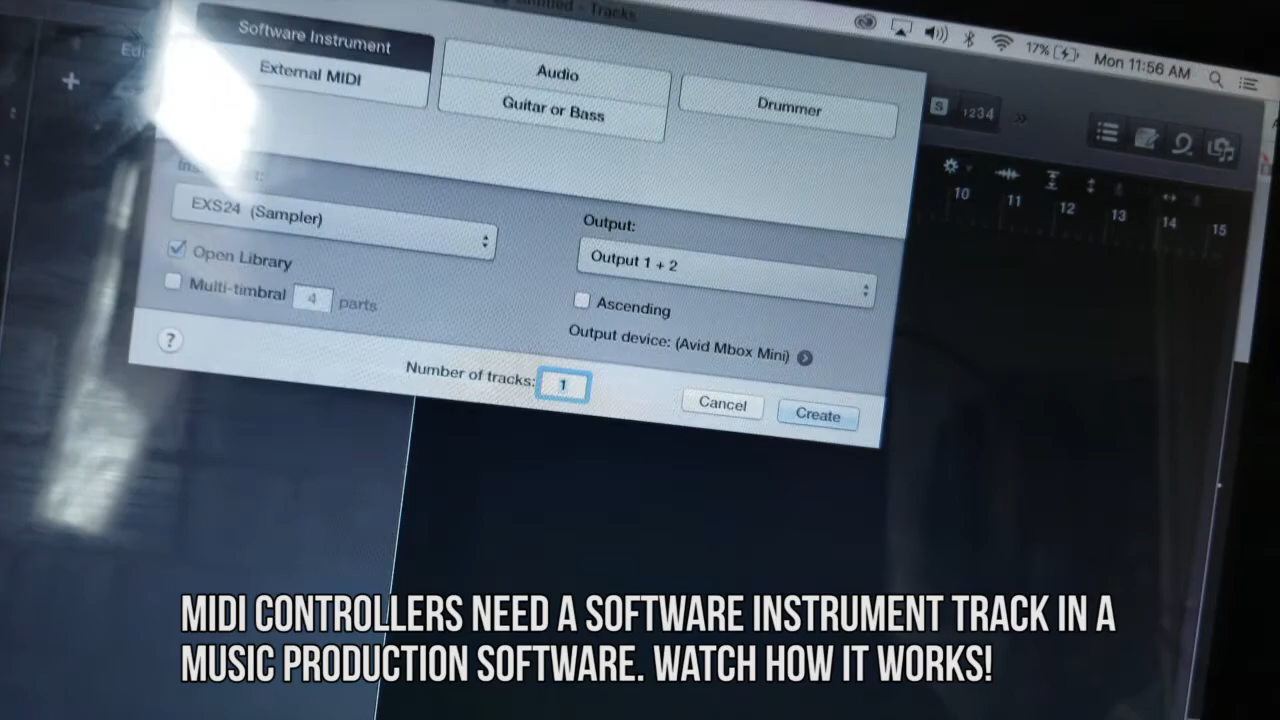 Untitled - Tracks
17%
Mon 11:56 AM
Software Instrument
External MIDI
Audio
Guitar or Bass
Drummer
S
1234
10
11
12
13
14
15
EXS24 (Sampler)
Open Library
Multi-timbral 4 parts
Output:
Output 1 + 2
Ascending
Output device: (Avid Mbox Mini)
?
Number of tracks: 1
Cancel
Create
MIDI CONTROLLERS NEED A SOFTWARE INSTRUMENT TRACK IN A
MUSIC PRODUCTION SOFTWARE. WATCH HOW IT WORKS!